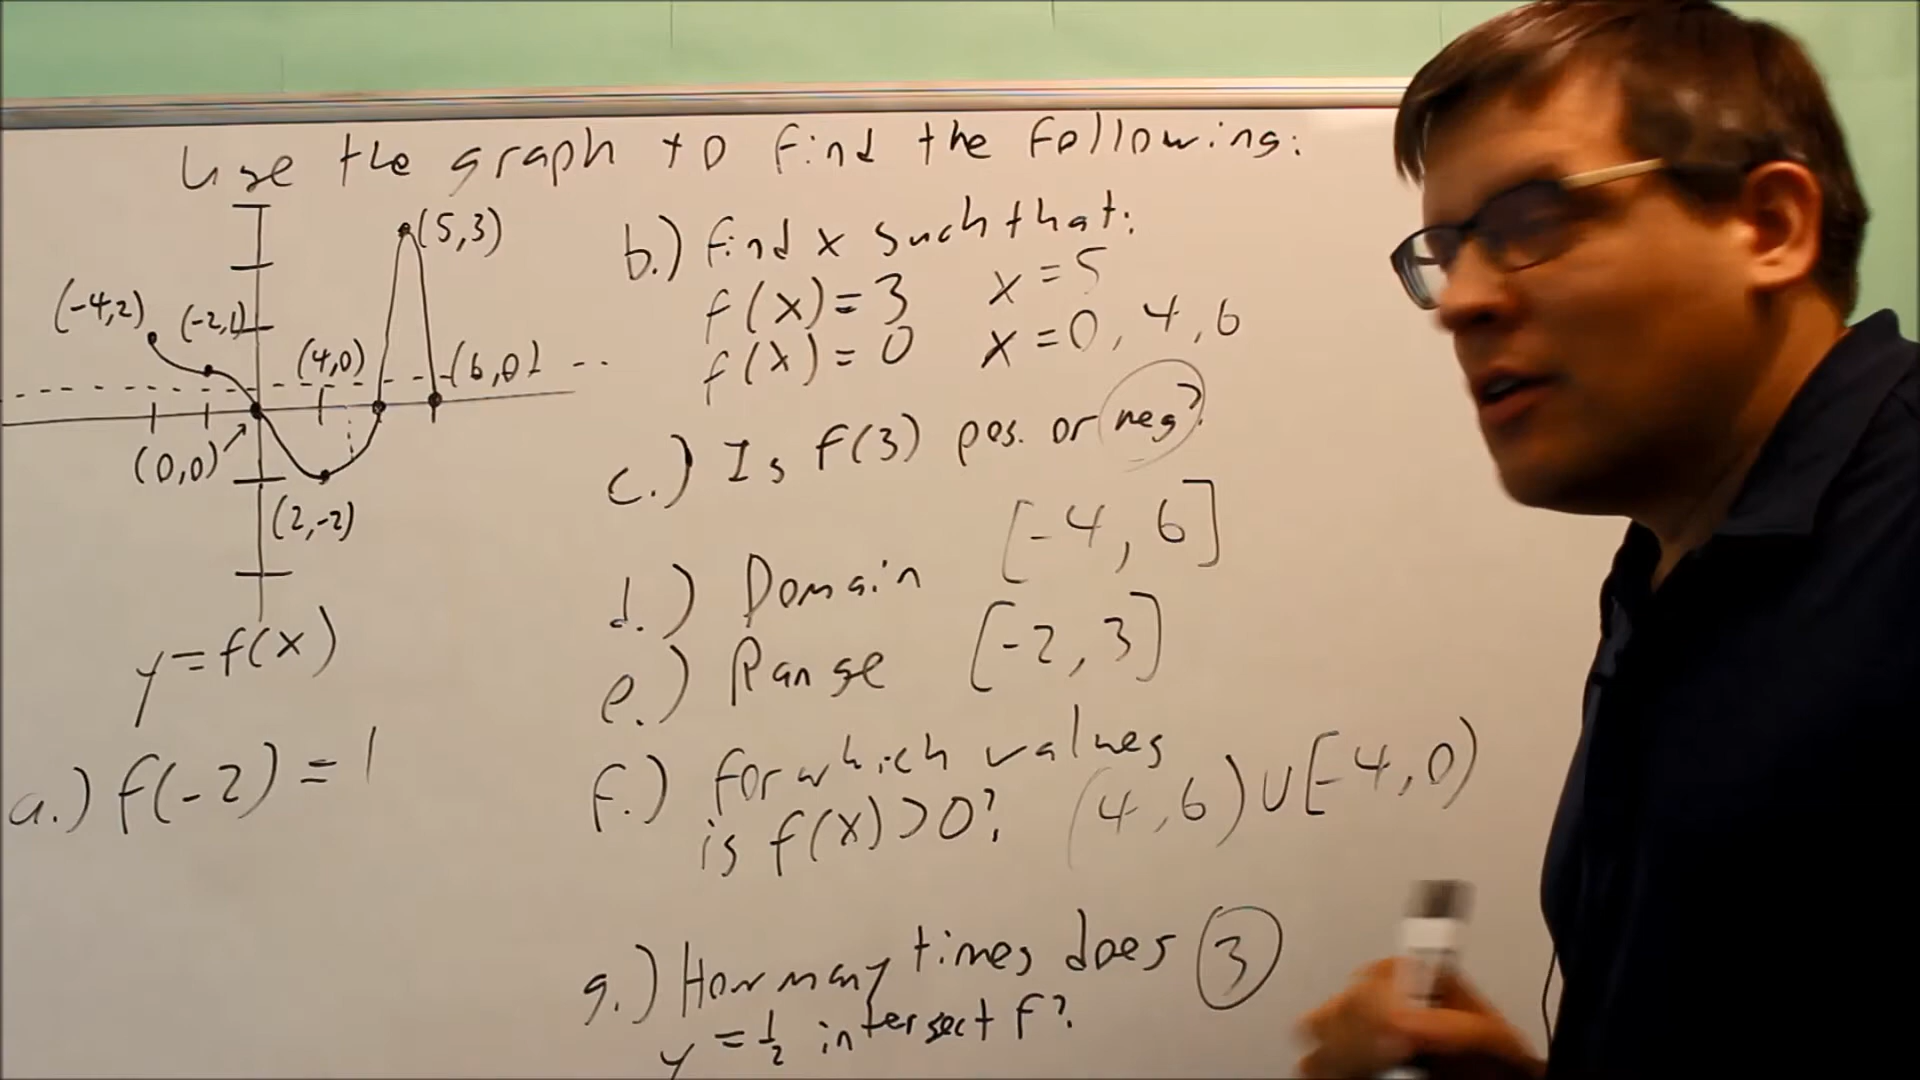 Use the graph to find the following:
(5,3)
(-4,2)
(-2,1)
(4,0)
(6,0)
(0,0)
(2,-2)
y=f(x)
a.) f(-2) = 1
b.) find x such that:
f(x)=3 x=5
f(x)=0 x=0,4,6
c.) Is f(3) pos. or neg?
d.) Domain [-4,6]
e.) Range [-2,3]
f.) for which values
is f(x)>0? (4,6)∪[-4,0)
g.) How many times does 3
y=½ intersect f?